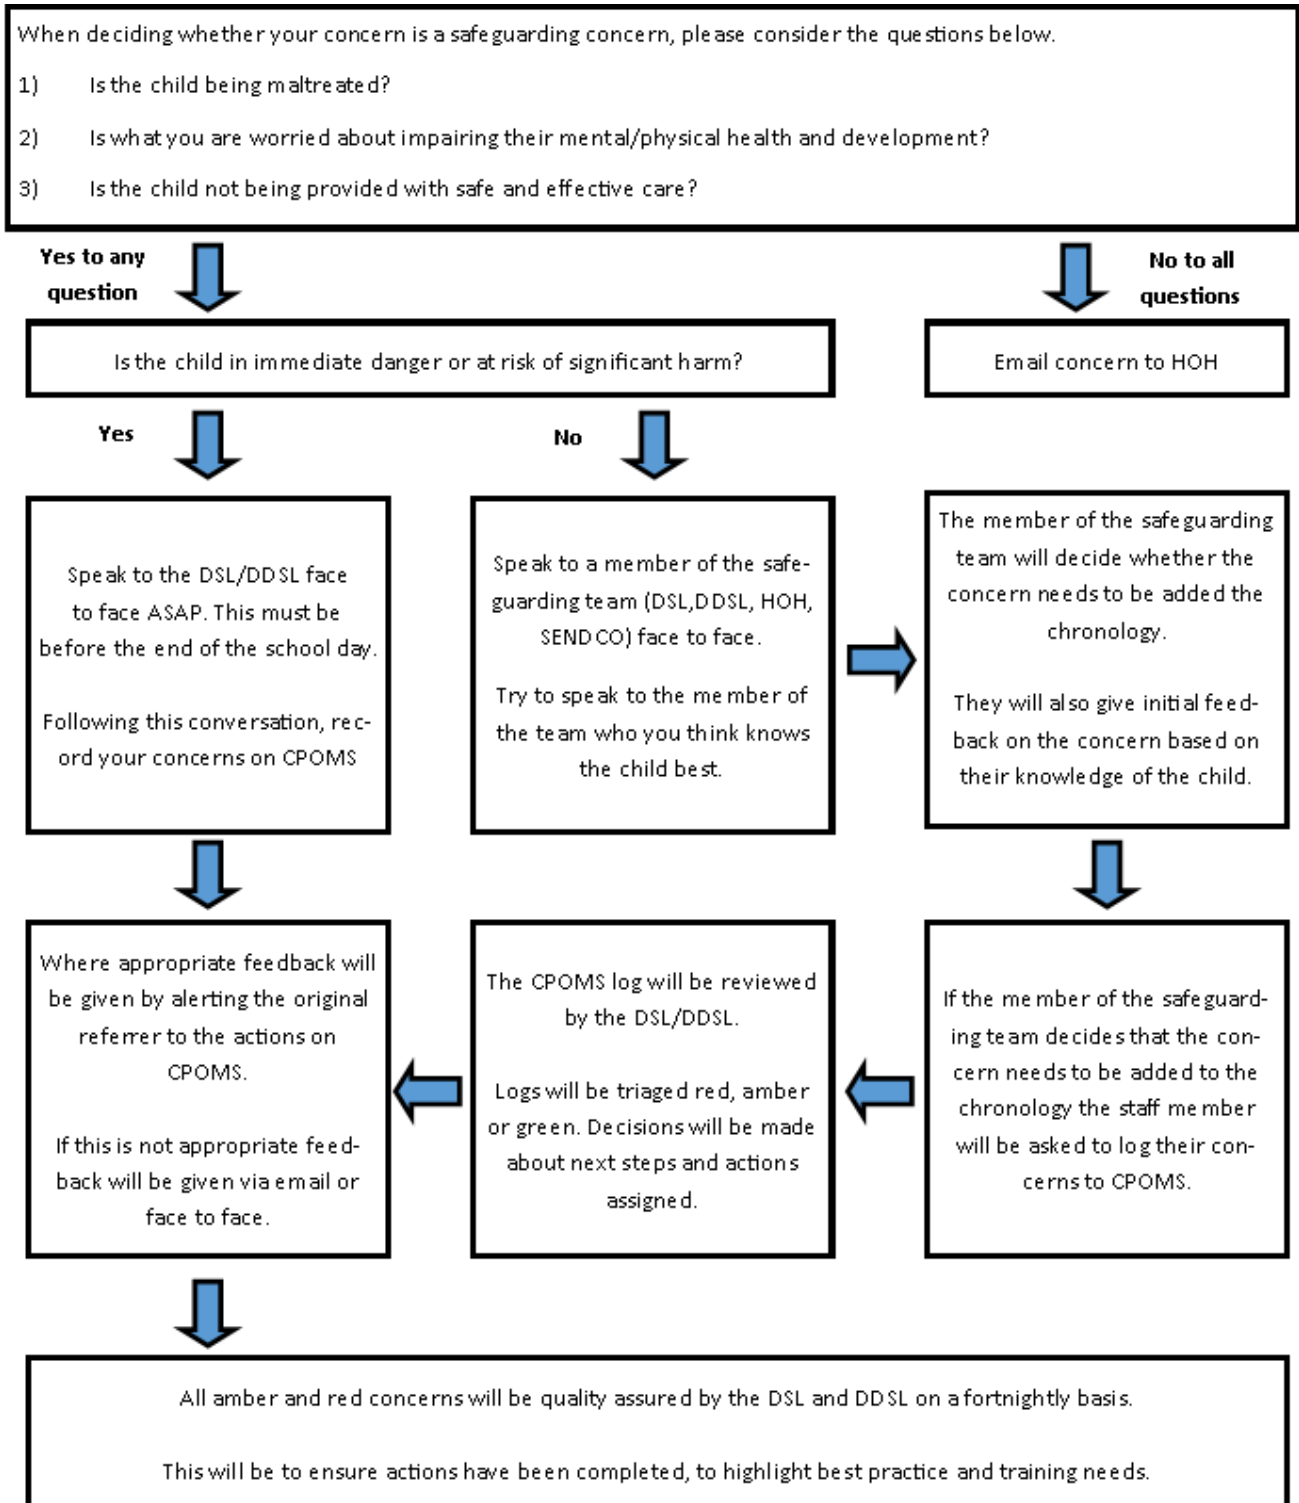 When deciding whether your concern is a safeguarding concern, please consider the questions below.
1) Is the child being maltreated?
2) Is what you are worried about impairing their mental/physical health and development?
3) Is the child not being provided with safe and effective care?
Yes to any
question
No to all
questions
Is the child in immediate danger or at risk of significant harm?
Email concern to HOH
Yes
No
Speak to the DSL/DDSL face
to face ASAP. This must be
before the end of the school day.
Following this conversation, rec-
ord your concerns on CPOMS
Speak to a member of the safe-
guarding team (DSL,DDSL, HOH,
SENDCO) face to face.
Try to speak to the member of
the team who you think knows
the child best.
The member of the safeguarding
team will decide whether the
concern needs to be added the
chronology.
They will also give initial feed-
back on the concern based on
their knowledge of the child.
Where appropriate feedback will
be given by alerting the original
referrer to the actions on
CPOMS.
If this is not appropriate feed-
back will be given via email or
face to face.
The CPOMS log will be reviewed
by the DSL/DDSL.
Logs will be triaged red, amber
or green. Decisions will be made
about next steps and actions
assigned.
If the member of the safeguard-
ing team decides that the con-
cern needs to be added to the
chronology the staff member
will be asked to log their con-
cerns to CPOMS.
All amber and red concerns will be quality assured by the DSL and DDSL on a fortnightly basis.
This will be to ensure actions have been completed, to highlight best practice and training needs.